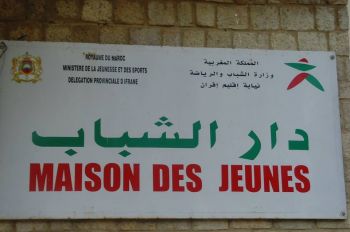 ROYAUME DU MAROC
MINISTERE DE LA JEUNESSE ET DES SPORTS
DELEGATION PROVINCIALE D'IFRANE
المملكة المغربية
وزارة الشباب والرياضة
نيابة إقليم إفران
دار الشباب
MAISON DES JEUNES